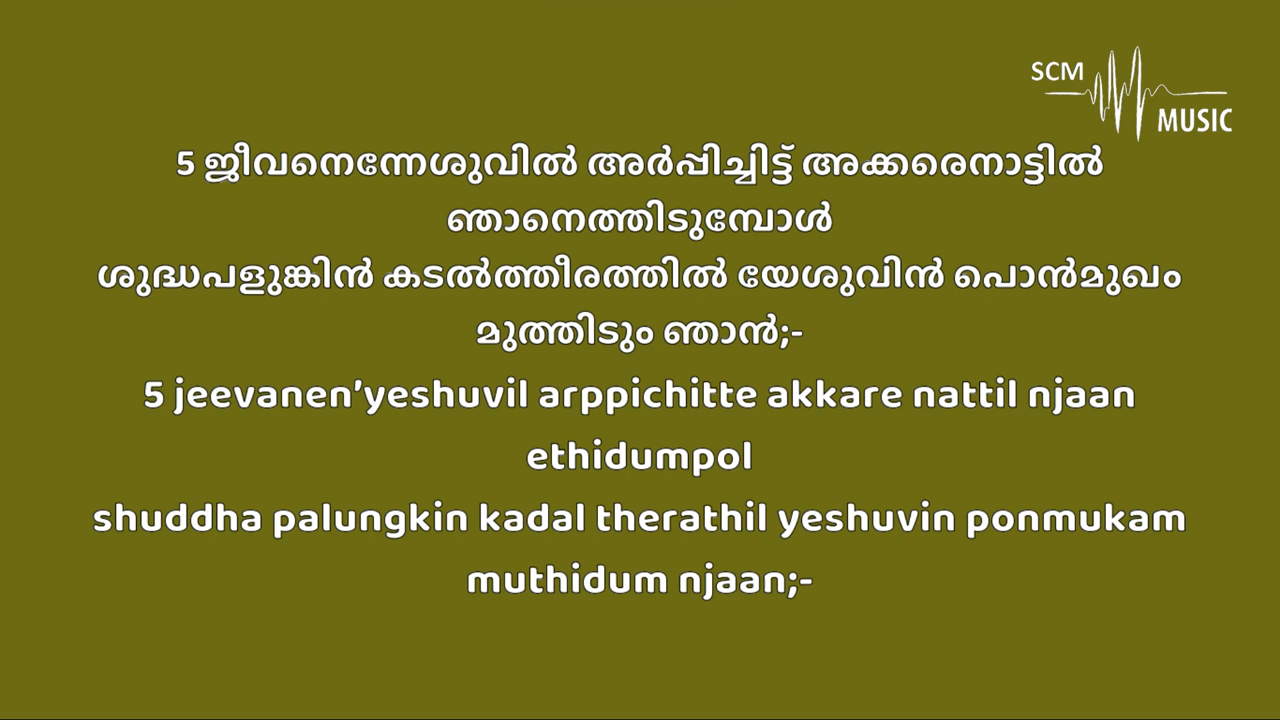 SCM
MUSIC
5 ജീവനെന്നേശുവിൽ അർപ്പിച്ചിട്ട് അക്കരെനാട്ടിൽ
ഞാനെത്തിടുമ്പോൾ
ശുദ്ധപളുങ്കിൻ കടൽത്തീരത്തിൽ യേശുവിൻ പൊൻമുഖം
മുത്തിടും ഞാൻ;-
5 jeevanen’yeshuvil arppichitte akkare nattil njaan
ethidumpol
shuddha palungkin kadal therathil yeshuvin ponmukam
muthidum njaan;-